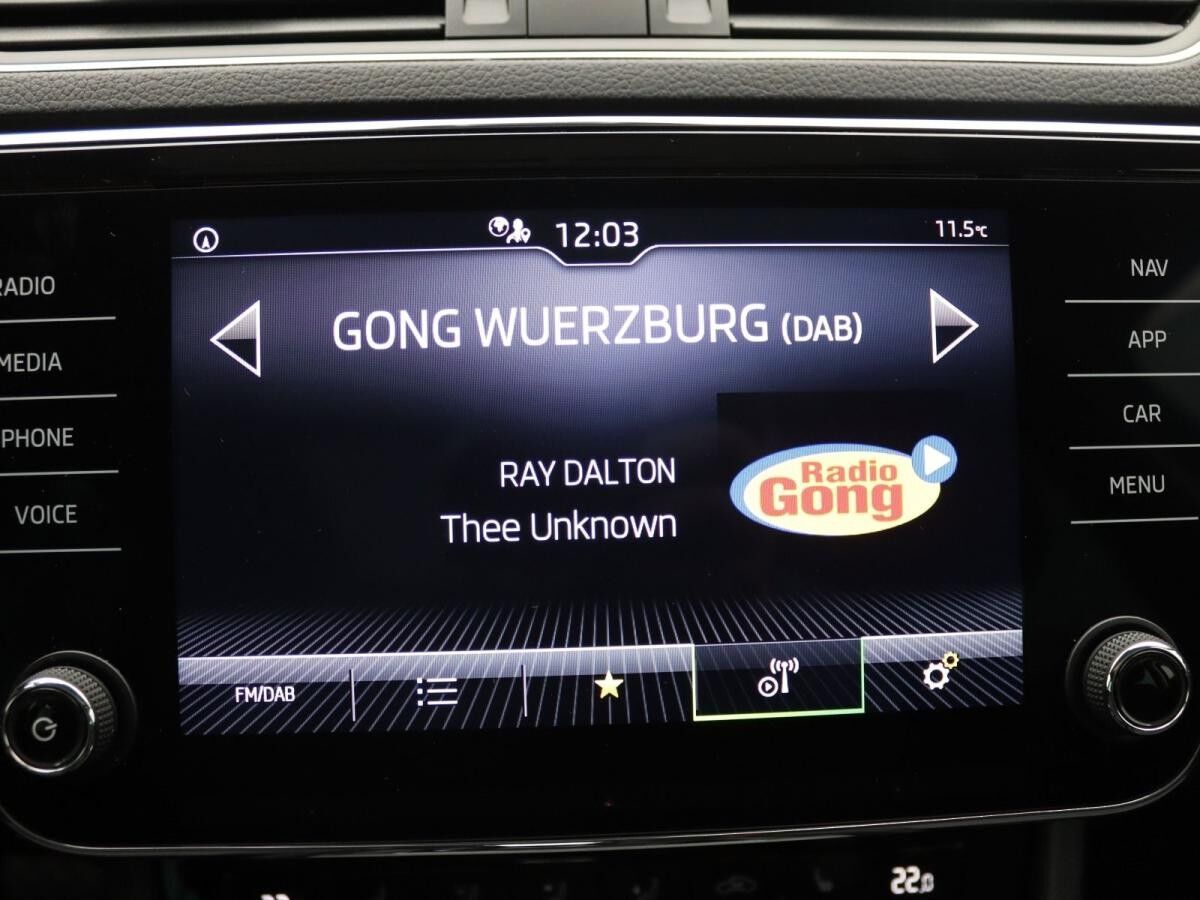 12:03
11.5°C
RADIO
MEDIA
PHONE
VOICE
GONG WUERZBURG (DAB)
RAY DALTON
Thee Unknown
Radio
Gong
FM/DAB
NAV
APP
CAR
MENU
22.0